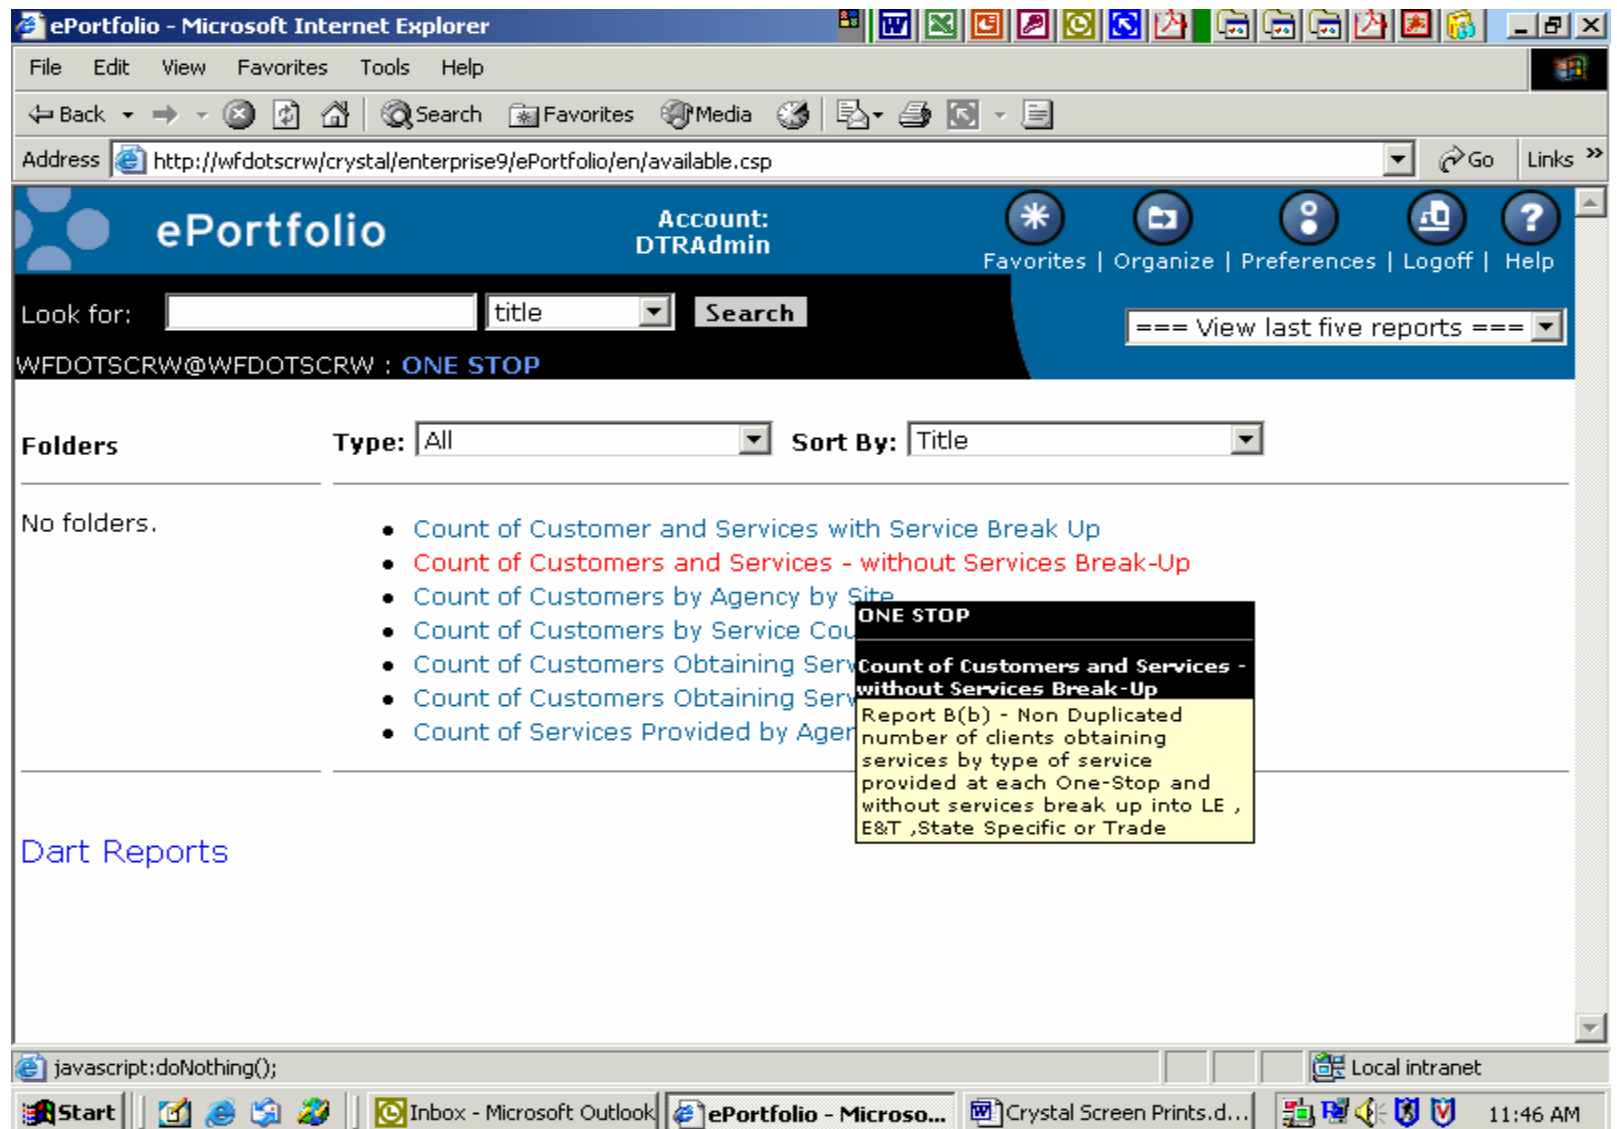 ePortfolio - Microsoft Internet Explorer
File Edit View Favorites Tools Help
Back Search Favorites Media
Address http://wfdotscrw/crystal/enterprise9/ePortfolio/en/available.csp Go Links »
ePortfolio
Account:
DTRAdmin
Favorites | Organize | Preferences | Logoff | Help
Look for: title Search
=== View last five reports ===
WFDOTSCRW@WFDOTSCRW : ONE STOP
Folders Type: All Sort By: Title
No folders.
• Count of Customer and Services with Service Break Up
• Count of Customers and Services - without Services Break-Up
• Count of Customers by Agency by Site
• Count of Customers by Service Cou
• Count of Customers Obtaining Serv
• Count of Customers Obtaining Serv
• Count of Services Provided by Agen
ONE STOP
Count of Customers and Services -
without Services Break-Up
Report B(b) - Non Duplicated
number of clients obtaining
services by type of service
provided at each One-Stop and
without services break up into LE ,
E&T ,State Specific or Trade
Dart Reports
javascript:doNothing(); Local intranet
Start Inbox - Microsoft Outlook ePortfolio - Microso... Crystal Screen Prints.d... 11:46 AM